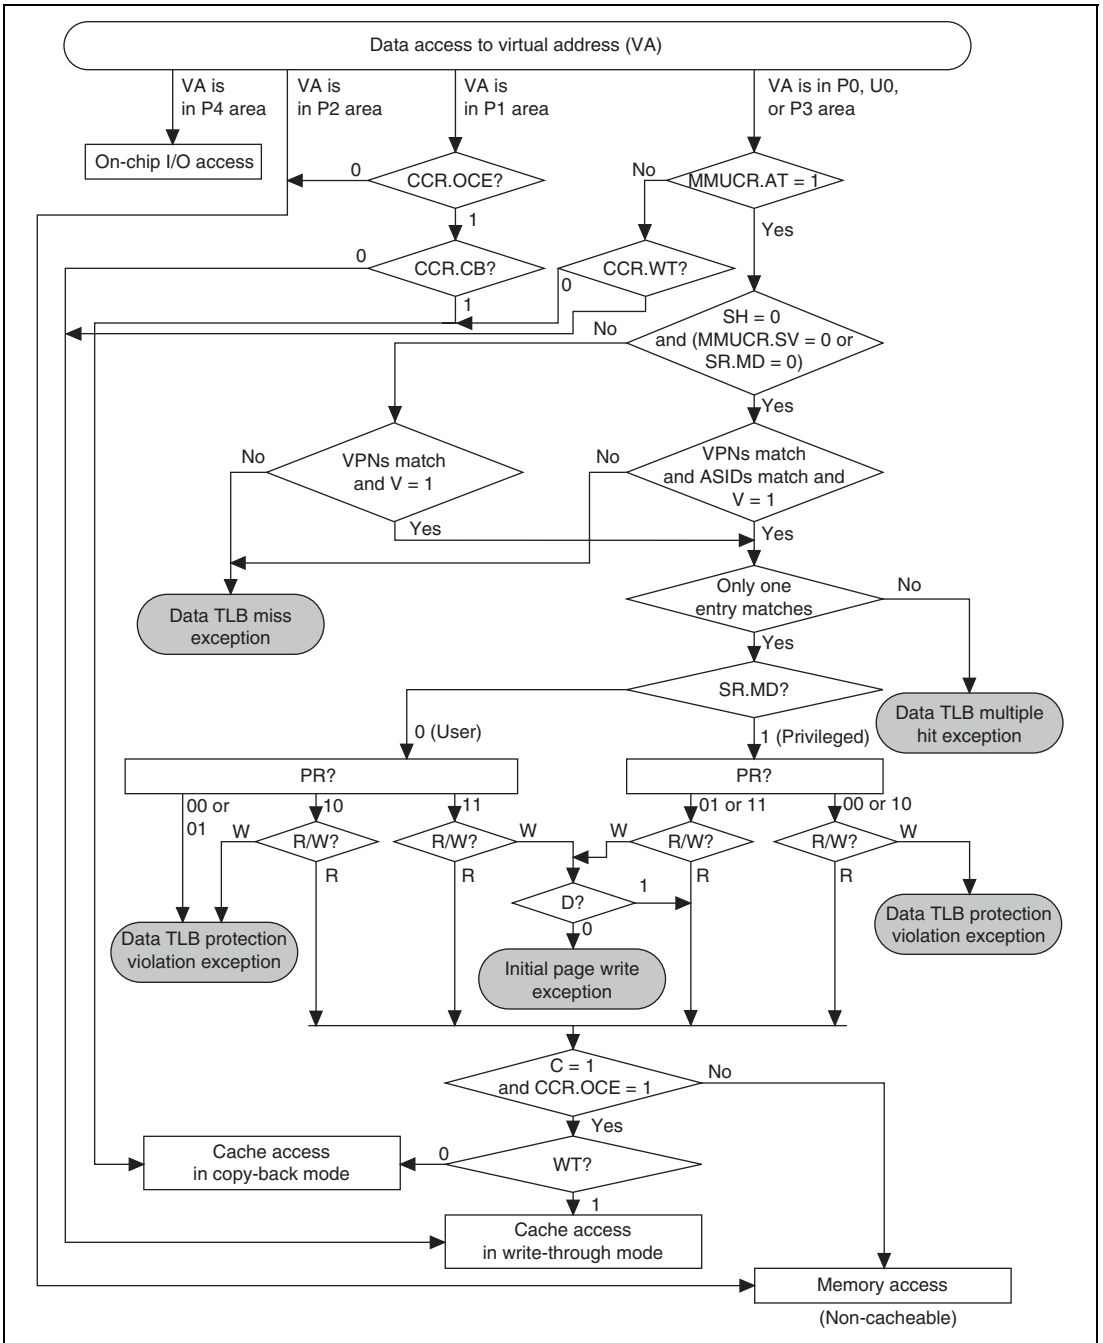 Data access to virtual address (VA)
VA is
in P4 area
VA is
in P2 area
VA is
in P1 area
VA is in P0, U0,
or P3 area
On-chip I/O access
0
CCR.OCE?
1
No
MMUCR.AT = 1
Yes
0
CCR.CB?
1
CCR.WT?
0
SH = 0
and (MMUCR.SV = 0 or
SR.MD = 0)
No
Yes
No
VPNs match
and V = 1
Yes
No
VPNs match
and ASIDs match and
V = 1
Yes
Only one
entry matches
No
Yes
Data TLB miss
exception
SR.MD?
Data TLB multiple
hit exception
0 (User)
1 (Privileged)
PR?
PR?
00 or
01
10
11
01 or 11
00 or 10
W
R/W?
R
R/W?
W
R
W
R/W?
R
R/W?
W
R
D?
1
0
Data TLB protection
violation exception
Initial page write
exception
Data TLB protection
violation exception
C = 1
and CCR.OCE = 1
No
Yes
Cache access
in copy-back mode
0
WT?
1
Cache access
in write-through mode
Memory access
(Non-cacheable)